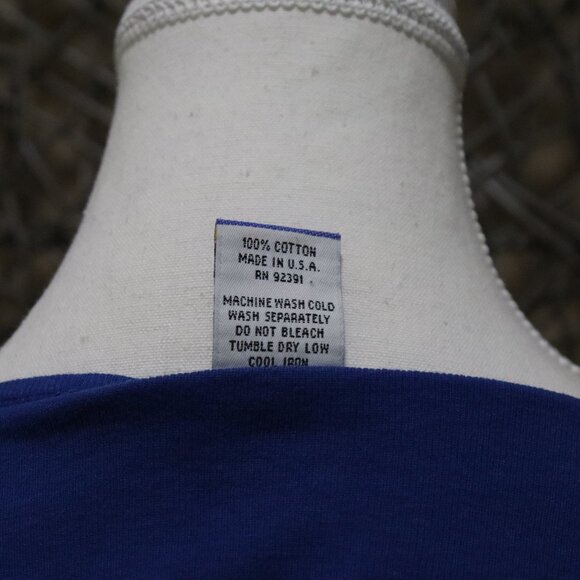 100% COTTON
MADE IN U.S.A.
RN 92391
MACHINE WASH COLD
WASH SEPARATELY
DO NOT BLEACH
TUMBLE DRY LOW
COOL IRON